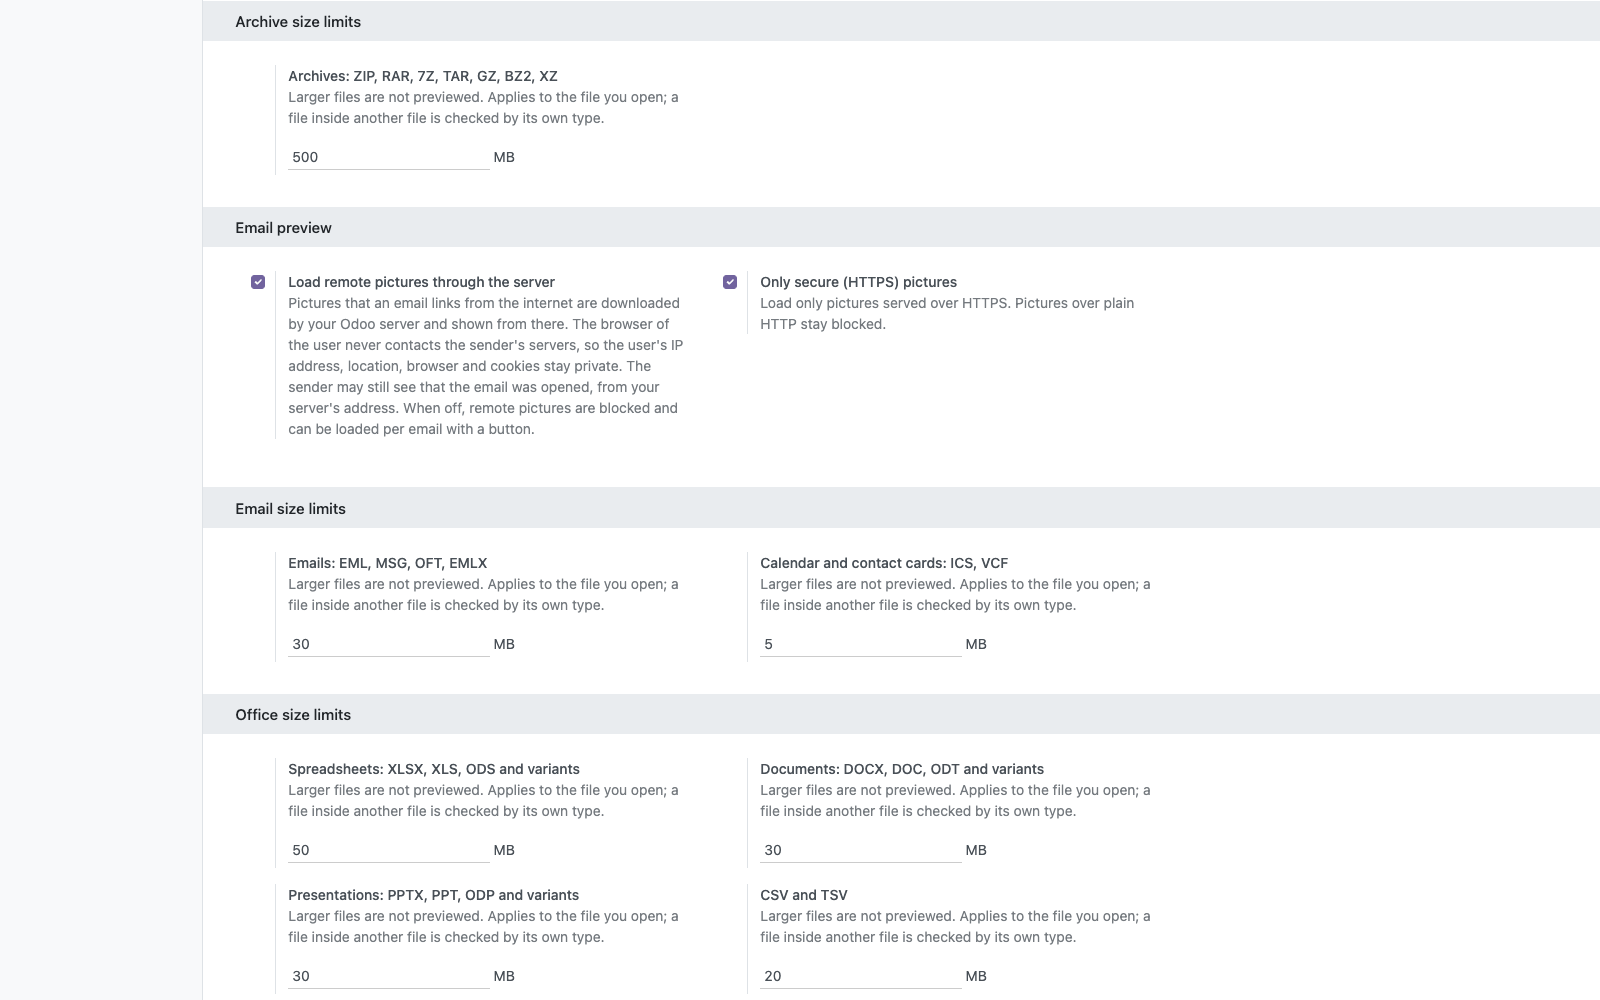 Archive size limits
Archives: ZIP, RAR, 7Z, TAR, GZ, BZ2, XZ
Larger files are not previewed. Applies to the file you open; a
file inside another file is checked by its own type.
500 MB
Email preview
Load remote pictures through the server
Pictures that an email links from the internet are downloaded
by your Odoo server and shown from there. The browser of
the user never contacts the sender's servers, so the user's IP
address, location, browser and cookies stay private. The
sender may still see that the email was opened, from your
server's address. When off, remote pictures are blocked and
can be loaded per email with a button.
Only secure (HTTPS) pictures
Load only pictures served over HTTPS. Pictures over plain
HTTP stay blocked.
Email size limits
Emails: EML, MSG, OFT, EMLX
Larger files are not previewed. Applies to the file you open; a
file inside another file is checked by its own type.
30 MB
Calendar and contact cards: ICS, VCF
Larger files are not previewed. Applies to the file you open; a
file inside another file is checked by its own type.
5 MB
Office size limits
Spreadsheets: XLSX, XLS, ODS and variants
Larger files are not previewed. Applies to the file you open; a
file inside another file is checked by its own type.
50 MB
Documents: DOCX, DOC, ODT and variants
Larger files are not previewed. Applies to the file you open; a
file inside another file is checked by its own type.
30 MB
Presentations: PPTX, PPT, ODP and variants
Larger files are not previewed. Applies to the file you open; a
file inside another file is checked by its own type.
30 MB
CSV and TSV
Larger files are not previewed. Applies to the file you open; a
file inside another file is checked by its own type.
20 MB